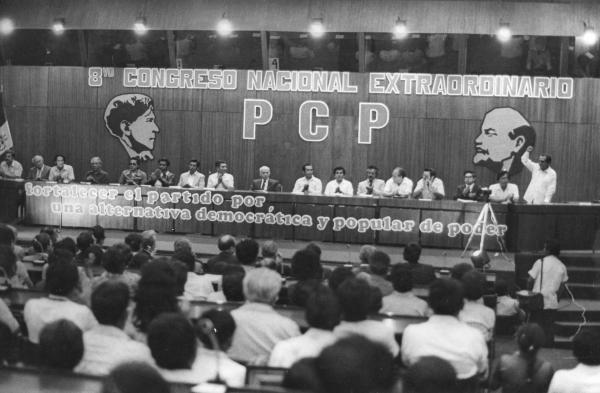 8º CONGRESO NACIONAL EXTRAORDINARIO
PCP
fortalecer el partido por
una alternativa democrática y popular de poder